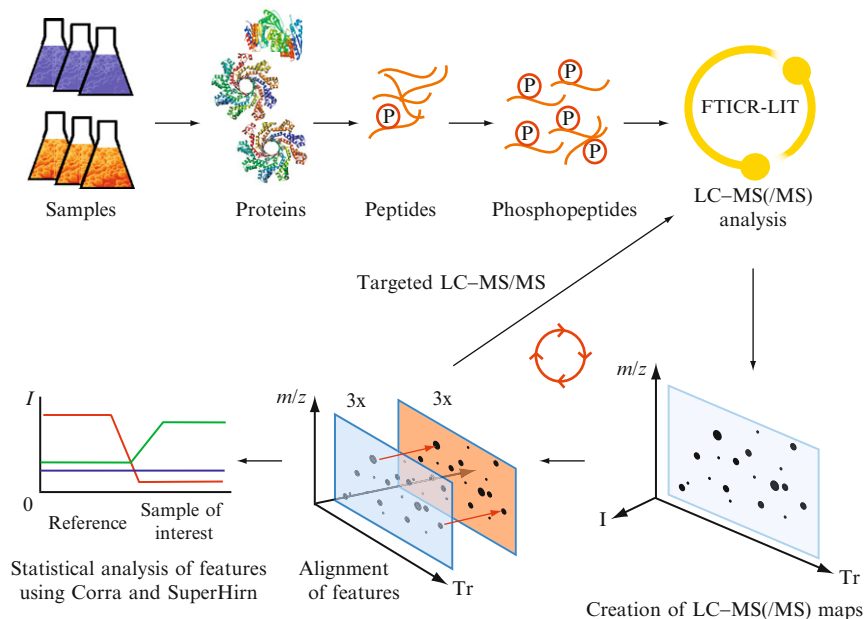 Samples
Proteins
P
Peptides
P
P
P
P
P
Phosphopeptides
FTICR-LIT
LC–MS(/MS)
analysis
Targeted LC–MS/MS
I
0
Reference
Sample of
interest
Statistical analysis of features
using Corra and SuperHirn
m/z
3x
3x
Tr
Alignment
of features
m/z
I
Tr
Creation of LC–MS(/MS) maps